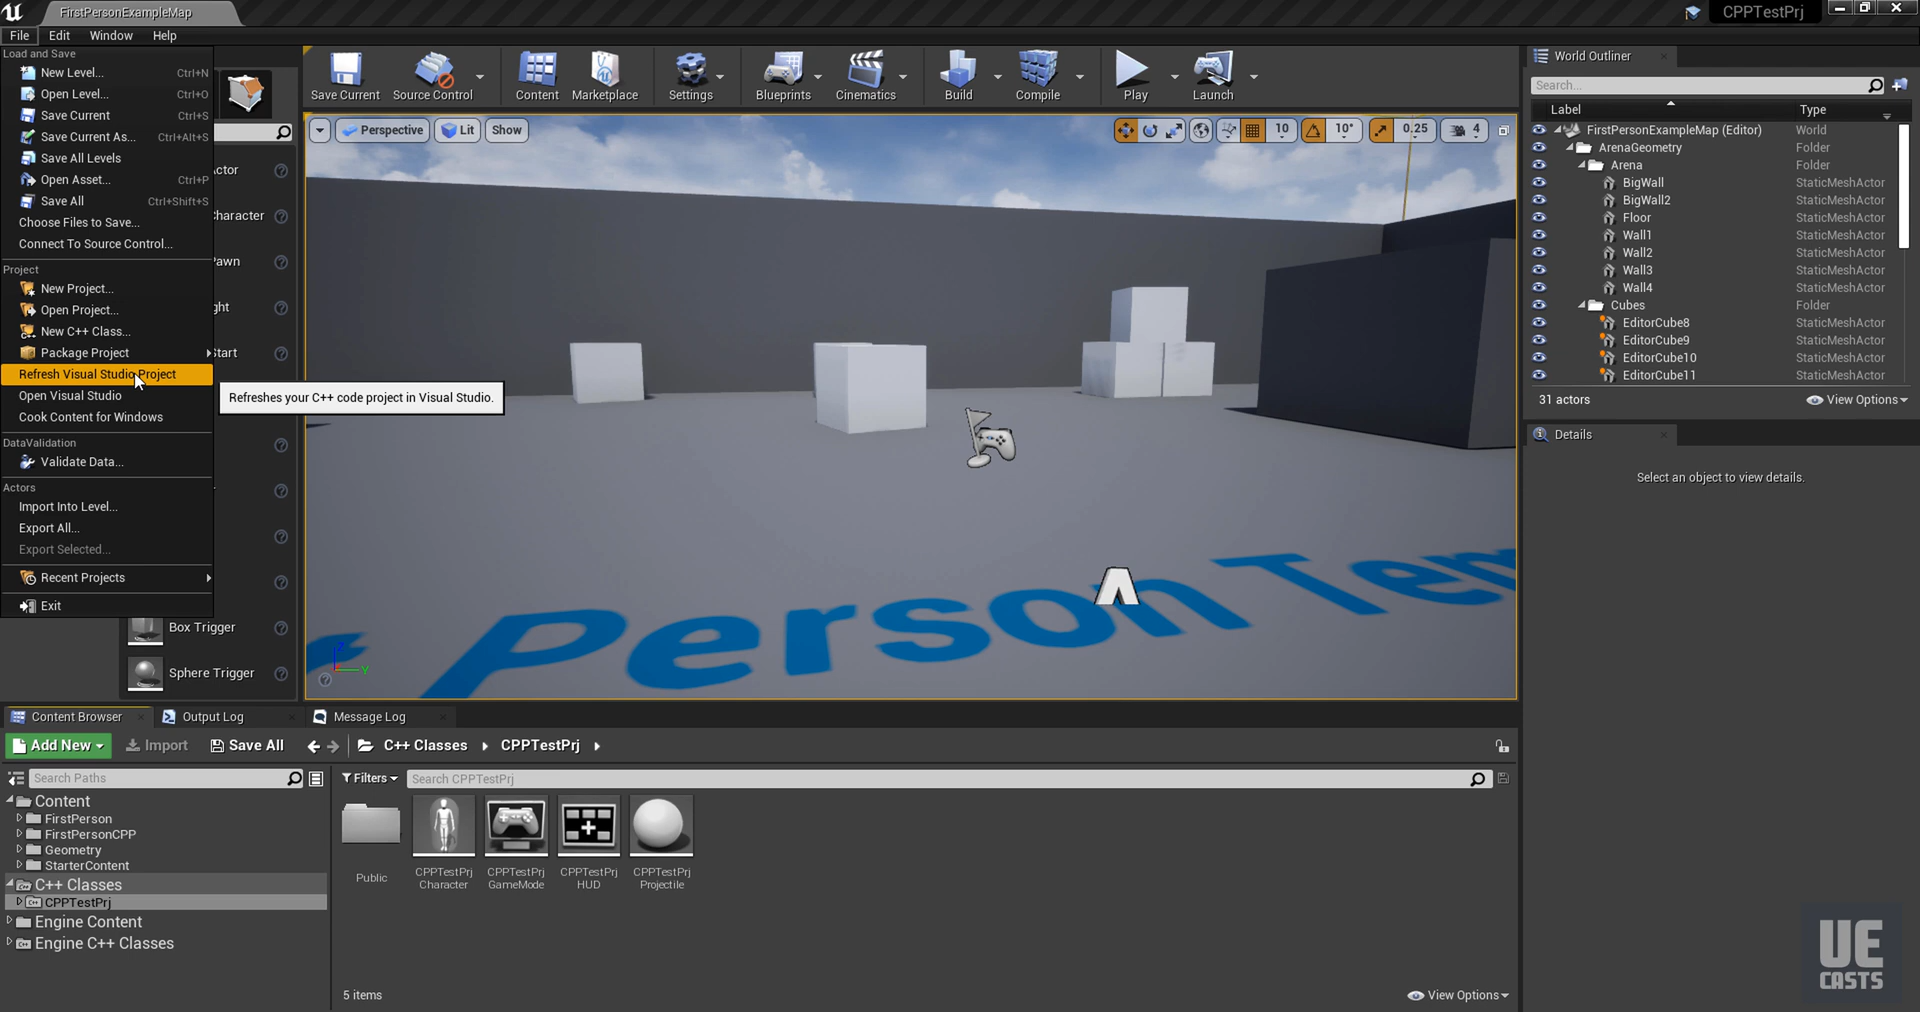 FirstPersonExampleMap
CPPTestPrj
File Edit Window Help
Load and Save
New Level... Ctrl+N
Open Level... Ctrl+O
Save Current Ctrl+S
Save Current As... Ctrl+Alt+S
Save All Levels
Open Asset... Ctrl+P
Save All Ctrl+Shift+S
Choose Files to Save...
Connect To Source Control...
Project
New Project...
Open Project...
New C++ Class...
Package Project
Refresh Visual Studio Project
Open Visual Studio
Cook Content for Windows
DataValidation
Validate Data...
Actors
Import Into Level...
Export All...
Export Selected...
Recent Projects
Exit
Refreshes your C++ code project in Visual Studio.
ctor
haracter
awn
ght
Start
Box Trigger
Sphere Trigger
Save Current Source Control Content Marketplace Settings Blueprints Cinematics Build Compile Play Launch
Perspective Lit Show
10 10° 0.25 4
Person Tem
Z
Y
World Outliner
Search...
Label Type
FirstPersonExampleMap (Editor) World
ArenaGeometry Folder
Arena Folder
BigWall StaticMeshActor
BigWall2 StaticMeshActor
Floor StaticMeshActor
Wall1 StaticMeshActor
Wall2 StaticMeshActor
Wall3 StaticMeshActor
Wall4 StaticMeshActor
Cubes Folder
EditorCube8 StaticMeshActor
EditorCube9 StaticMeshActor
EditorCube10 StaticMeshActor
EditorCube11 StaticMeshActor
31 actors View Options
Details
Select an object to view details.
Content Browser Output Log Message Log
Add New Import Save All C++ Classes CPPTestPrj
Search Paths
Filters Search CPPTestPrj
Content
FirstPerson
FirstPersonCPP
Geometry
StarterContent
C++ Classes
CPPTestPrj
Engine Content
Engine C++ Classes
Public
CPPTestPrj
Character
CPPTestPrj
GameMode
CPPTestPrj
HUD
CPPTestPrj
Projectile
5 items View Options
UE
CASTS